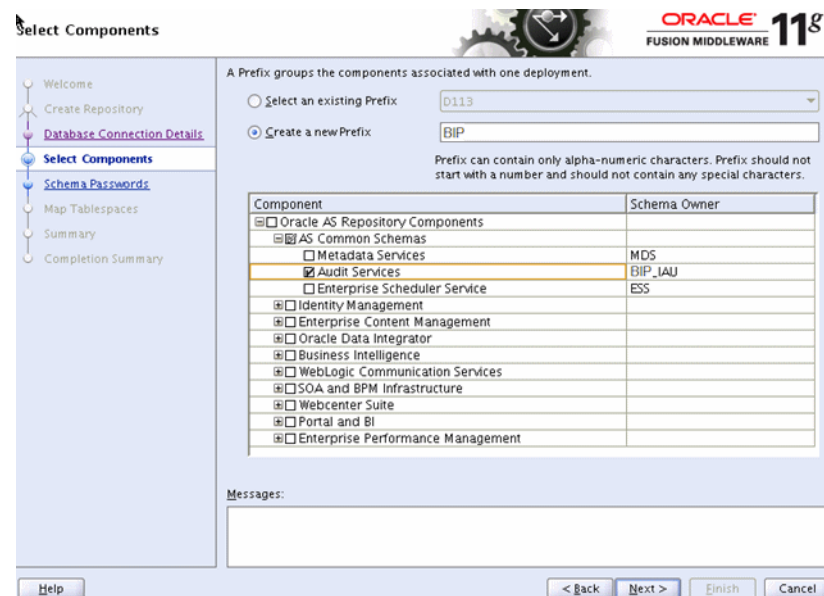 Select Components
ORACLE
FUSION MIDDLEWARE 11g
Welcome
Create Repository
Database Connection Details
Select Components
Schema Passwords
Map Tablespaces
Summary
Completion Summary
A Prefix groups the components associated with one deployment.
Select an existing Prefix D113
Create a new Prefix BIP
Prefix can contain only alpha-numeric characters. Prefix should not
start with a number and should not contain any special characters.
Component Schema Owner
Oracle AS Repository Components
AS Common Schemas
Metadata Services MDS
Audit Services BIP_IAU
Enterprise Scheduler Service ESS
Identity Management
Enterprise Content Management
Oracle Data Integrator
Business Intelligence
WebLogic Communication Services
SOA and BPM Infrastructure
Webcenter Suite
Portal and BI
Enterprise Performance Management
Messages:
Help
< Back
Next >
Finish
Cancel